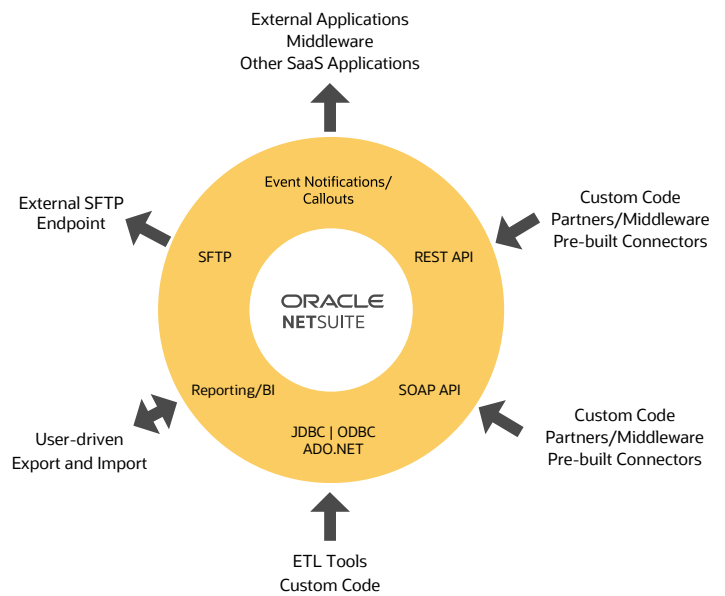 External Applications
Middleware
Other SaaS Applications
Event Notifications/
Callouts
External SFTP
Endpoint
SFTP
REST API
Custom Code
Partners/Middleware
Pre-built Connectors
ORACLE
NETSUITE
Reporting/BI
SOAP API
JDBC | ODBC
ADO.NET
User-driven
Export and Import
Custom Code
Partners/Middleware
Pre-built Connectors
ETL Tools
Custom Code